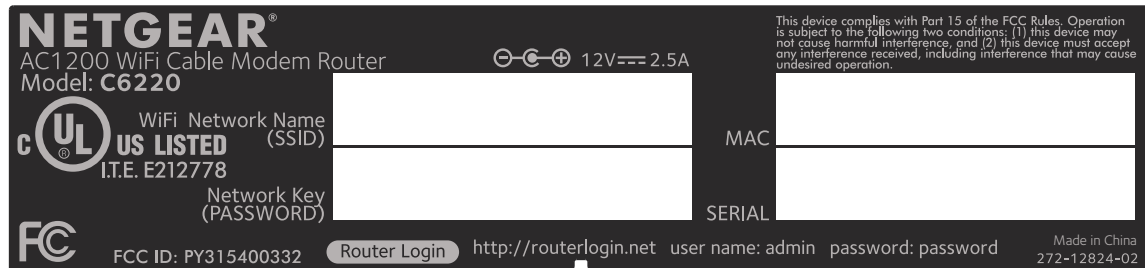 NETGEAR®
AC1200 WiFi Cable Modem Router
Model: C6220
12V⎓2.5A
This device complies with Part 15 of the FCC Rules. Operation
is subject to the following two conditions: (1) this device may
not cause harmful interference, and (2) this device must accept
any interference received, including interference that may cause
undesired operation.
C UL ® US LISTED
I.T.E. E212778
WiFi Network Name
(SSID)
MAC
Network Key
(PASSWORD)
SERIAL
FC
FCC ID: PY315400332
Router Login http://routerlogin.net user name: admin password: password
Made in China
272-12824-02